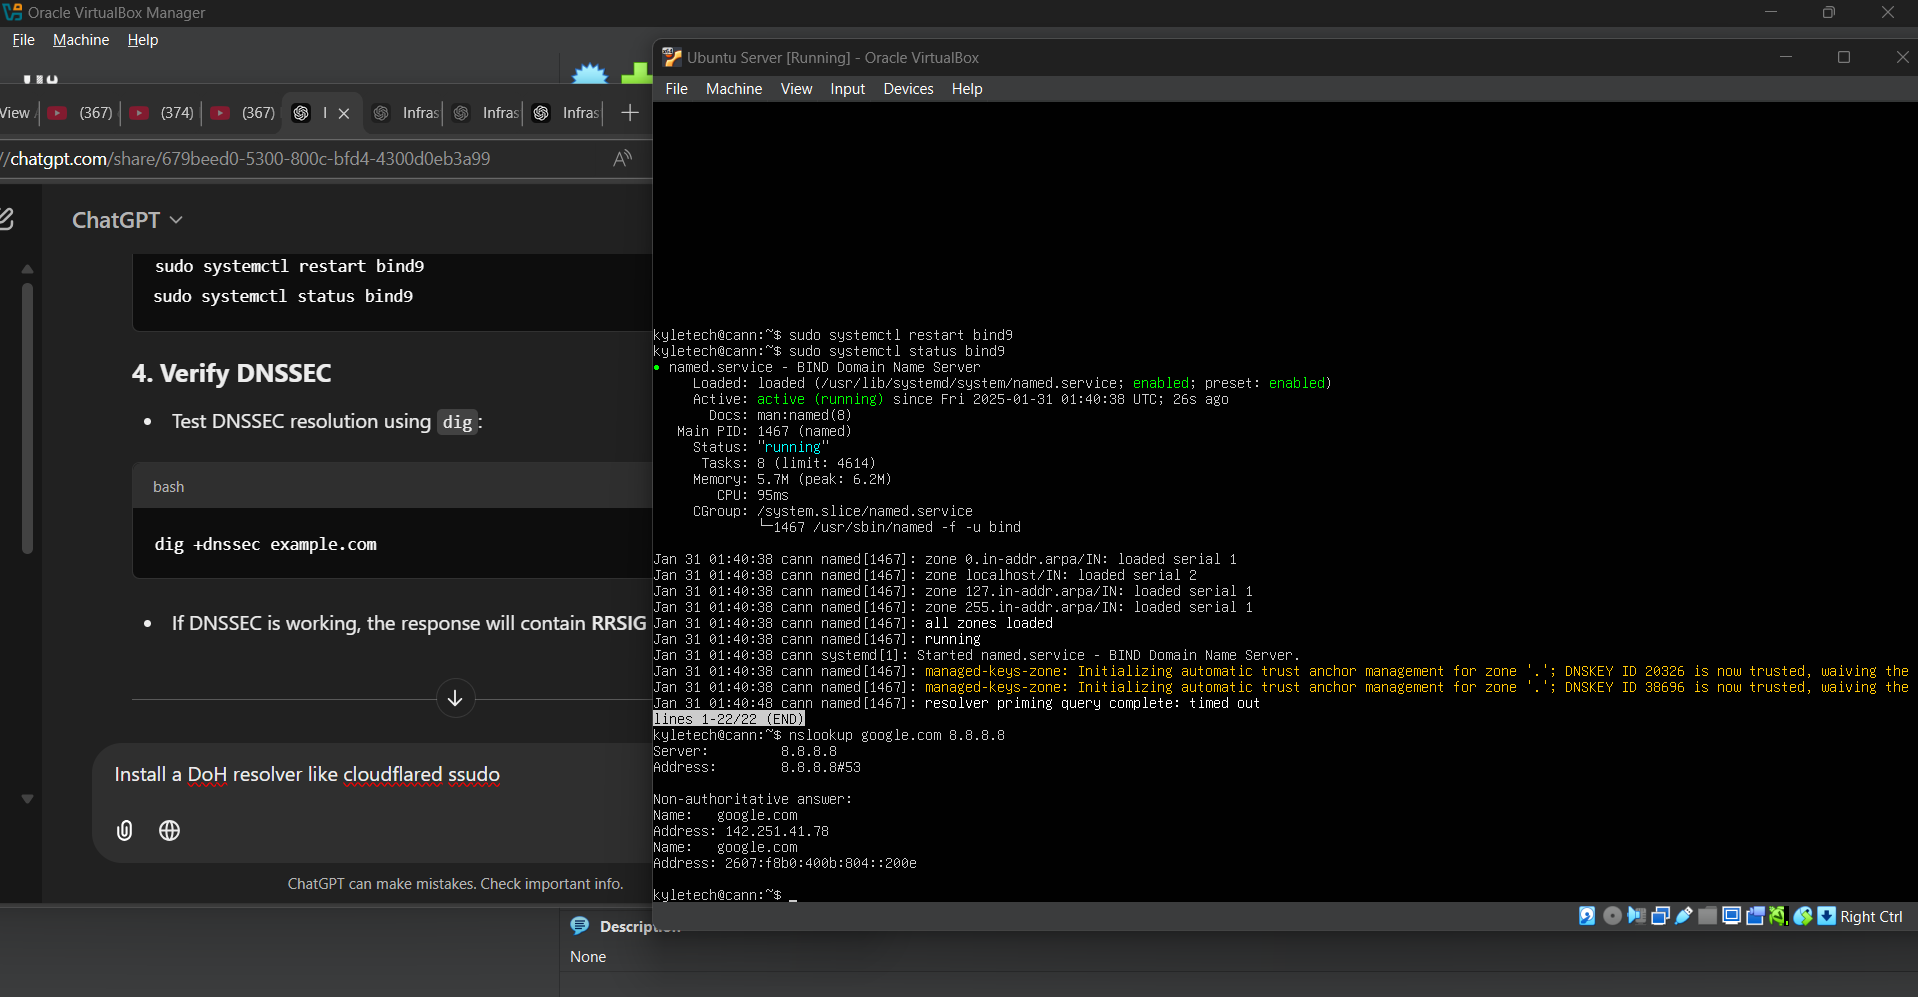 Oracle VirtualBox Manager
File Machine Help
View
(367)
(374)
(367)
I
Infras
Infras
Infras
//chatgpt.com/share/679beed0-5300-800c-bfd4-4300d0eb3a99
ChatGPT
sudo systemctl restart bind9
sudo systemctl status bind9
4. Verify DNSSEC
• Test DNSSEC resolution using dig:
bash
dig +dnssec example.com
• If DNSSEC is working, the response will contain RRSIG
Install a DoH resolver like cloudflared ssudo
ChatGPT can make mistakes. Check important info.
Ubuntu Server [Running] - Oracle VirtualBox
File Machine View Input Devices Help
kyletech@cann:~$ sudo systemctl restart bind9
kyletech@cann:~$ sudo systemctl status bind9
● named.service - BIND Domain Name Server
Loaded: loaded (/usr/lib/systemd/system/named.service; enabled; preset: enabled)
Active: active (running) since Fri 2025-01-31 01:40:38 UTC; 26s ago
Docs: man:named(8)
Main PID: 1467 (named)
Status: "running"
Tasks: 8 (limit: 4614)
Memory: 5.7M (peak: 6.2M)
CPU: 95ms
CGroup: /system.slice/named.service
└─1467 /usr/sbin/named -f -u bind
Jan 31 01:40:38 cann named[1467]: zone 0.in-addr.arpa/IN: loaded serial 1
Jan 31 01:40:38 cann named[1467]: zone localhost/IN: loaded serial 2
Jan 31 01:40:38 cann named[1467]: zone 127.in-addr.arpa/IN: loaded serial 1
Jan 31 01:40:38 cann named[1467]: zone 255.in-addr.arpa/IN: loaded serial 1
Jan 31 01:40:38 cann named[1467]: all zones loaded
Jan 31 01:40:38 cann named[1467]: running
Jan 31 01:40:38 cann systemd[1]: Started named.service - BIND Domain Name Server.
Jan 31 01:40:38 cann named[1467]: managed-keys-zone: Initializing automatic trust anchor management for zone '.'; DNSKEY ID 20326 is now trusted, waiving the
Jan 31 01:40:38 cann named[1467]: managed-keys-zone: Initializing automatic trust anchor management for zone '.'; DNSKEY ID 38696 is now trusted, waiving the
Jan 31 01:40:48 cann named[1467]: resolver priming query complete: timed out
lines 1-22/22 (END)
kyletech@cann:~$ nslookup google.com 8.8.8.8
Server: 8.8.8.8
Address: 8.8.8.8#53
Non-authoritative answer:
Name: google.com
Address: 142.251.41.78
Name: google.com
Address: 2607:f8b0:400b:804::200e
kyletech@cann:~$ _
Right Ctrl
Description
None